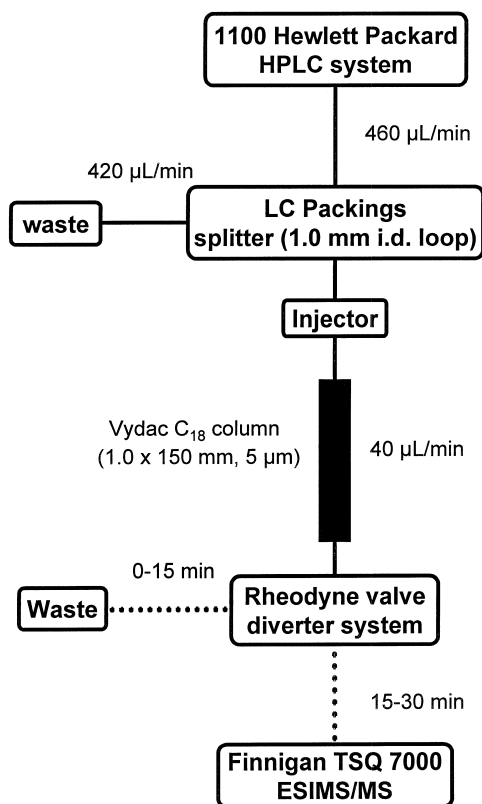 1100 Hewlett Packard
HPLC system
460 µL/min
420 µL/min
waste
LC Packings
splitter (1.0 mm i.d. loop)
Injector
Vydac C₁₈ column
(1.0 x 150 mm, 5 µm)
40 µL/min
0-15 min
Waste
Rheodyne valve
diverter system
15-30 min
Finnigan TSQ 7000
ESIMS/MS